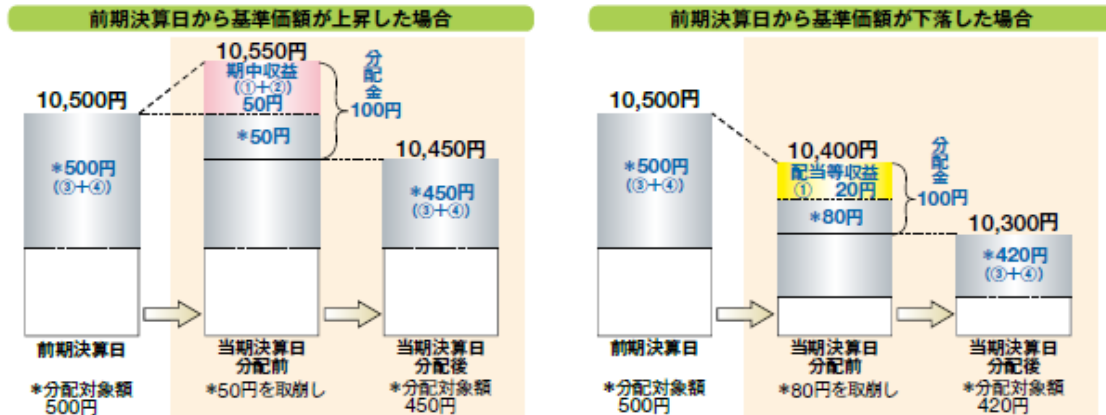 前期決算日から基準価額が上昇した場合
10,550円
期中収益
(①+②)
50円
分配金
100円
10,500円
*50円
*500円
(③+④)
10,450円
*450円
(③+④)
前期決算日
当期決算日
分配前
当期決算日
分配後
*分配対象額
500円
*50円を取崩し
*分配対象額
450円
前期決算日から基準価額が下落した場合
10,500円
*500円
(③+④)
10,400円
配当等収益
① 20円
分配金
100円
*80円
10,300円
*420円
(③+④)
前期決算日
当期決算日
分配前
当期決算日
分配後
*分配対象額
500円
*80円を取崩し
*分配対象額
420円